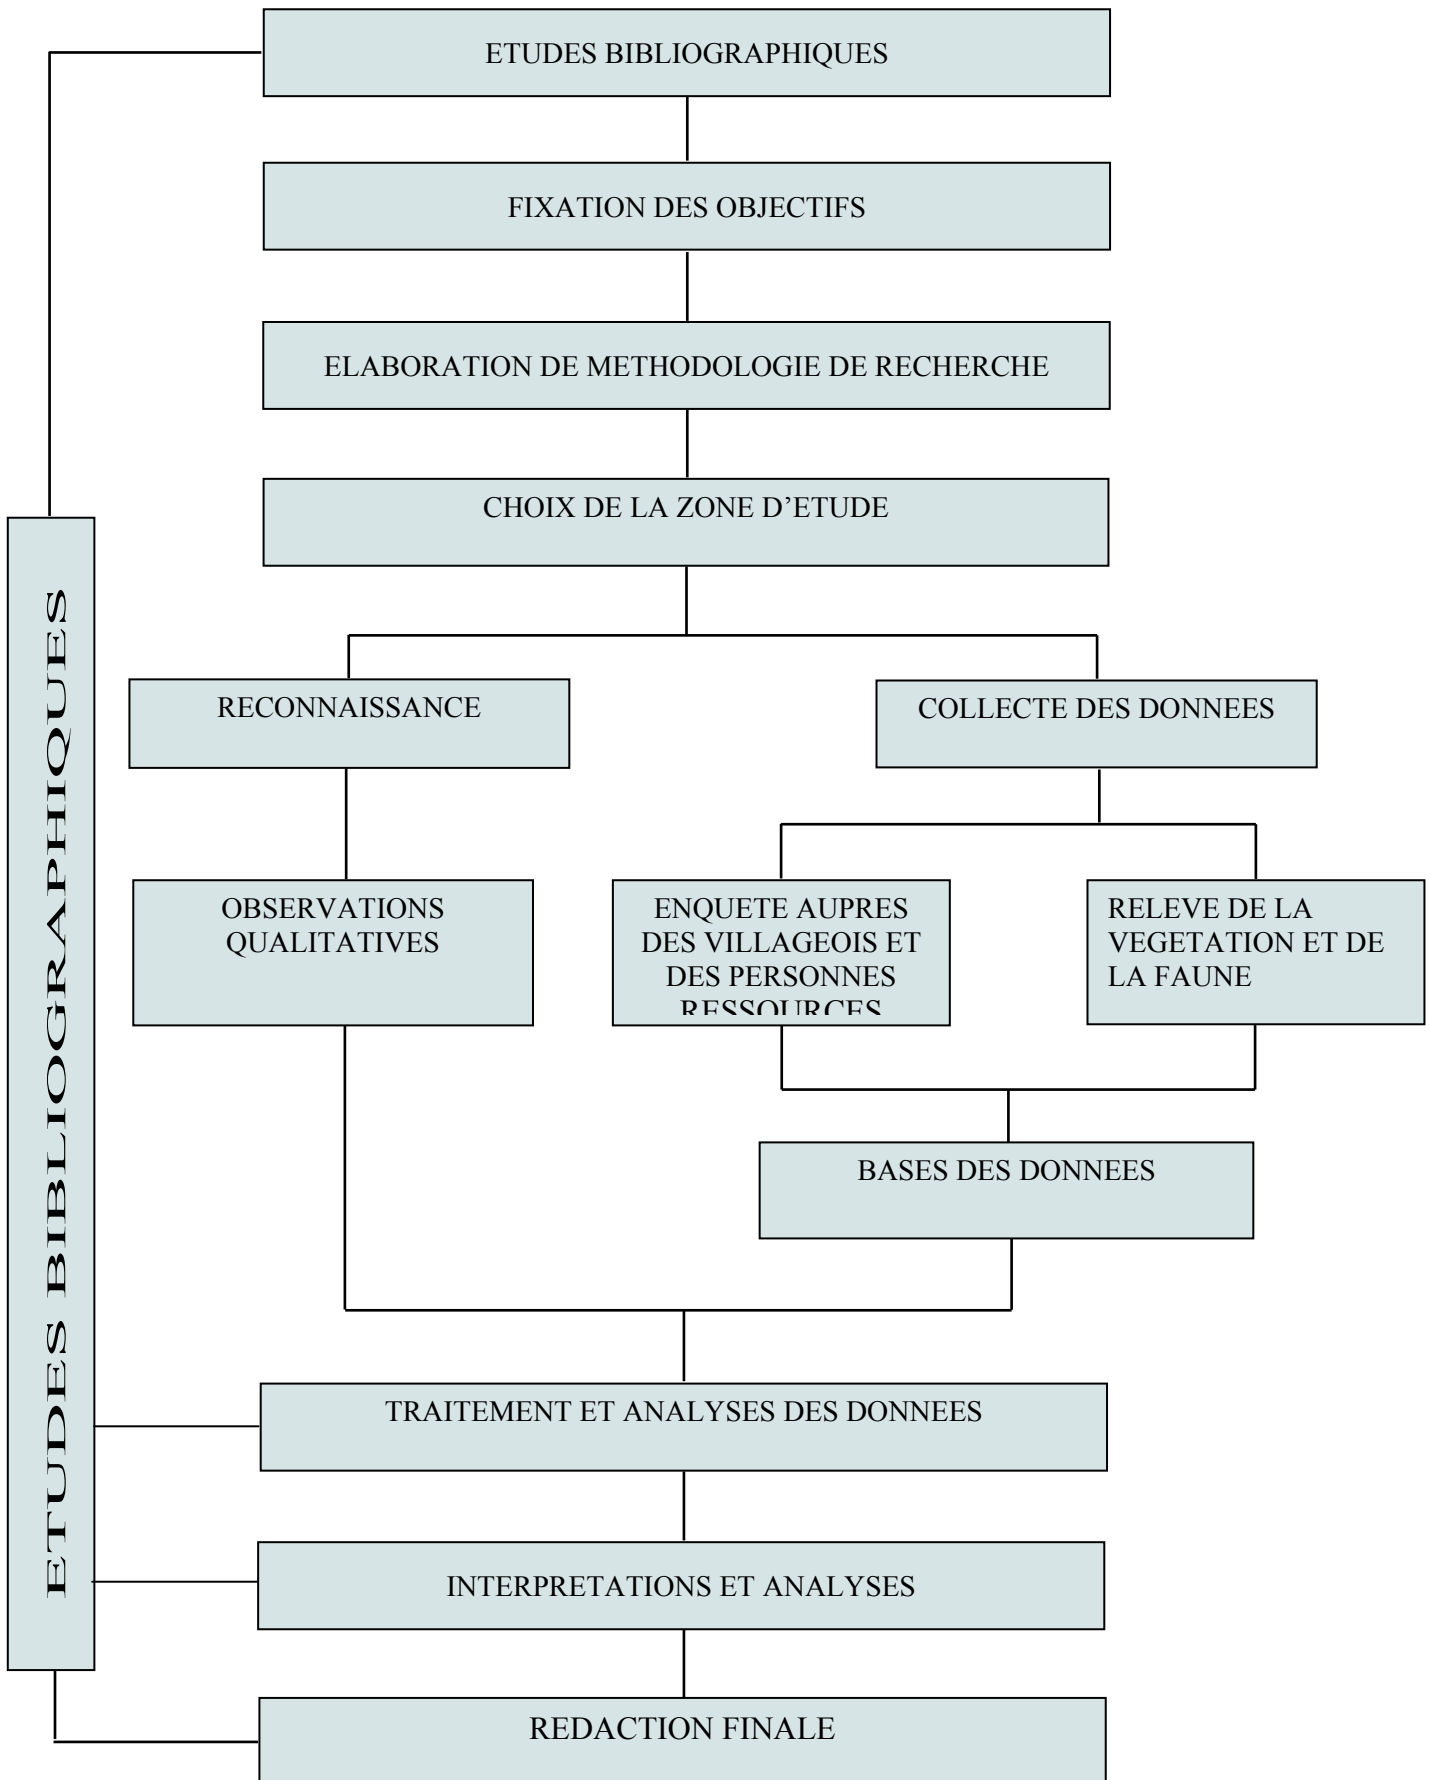 ETUDES BIBLIOGRAPHIQUES
FIXATION DES OBJECTIFS
ELABORATION DE METHODOLOGIE DE RECHERCHE
CHOIX DE LA ZONE D’ETUDE
ETUDES BIBLIOGRAPHIQUES
RECONNAISSANCE
COLLECTE DES DONNEES
OBSERVATIONS
QUALITATIVES
ENQUETE AUPRES
DES VILLAGEOIS ET
DES PERSONNES
RESSOURCES
RELEVE DE LA
VEGETATION ET DE
LA FAUNE
BASES DES DONNEES
TRAITEMENT ET ANALYSES DES DONNEES
INTERPRETATIONS ET ANALYSES
REDACTION FINALE